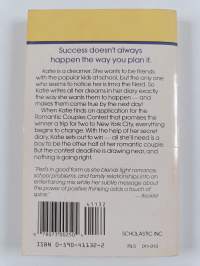 Success doesn't always
happen the way you plan it.
Katie is a dreamer. She wants to be friends
with the popular kids at school, but the only one
who seems to notice her is Irma the Nerd. So
Katie writes all her dreams in her diary exactly
the way she wants them to happen — and
makes them come true by the next day!
When Katie finds an application for the
Romantic Couples Contest that promises
the winner a trip for two to New York City, everything
begins to change. With the help of her secret
diary, Katie sets out to win — all she'll need is a
boy to be the other half of her romantic couple.
But the contest deadline is drawing near, and
nothing is going right.
"Past's in good form as she blends light romance,
school problems, and family relationships into an
entertaining mix while her subtle message about
the power of positive thinking adds a touch of
spice."
—Booklist
41132
SCHOLASTIC INC.
ISBN 0-590-41132-2